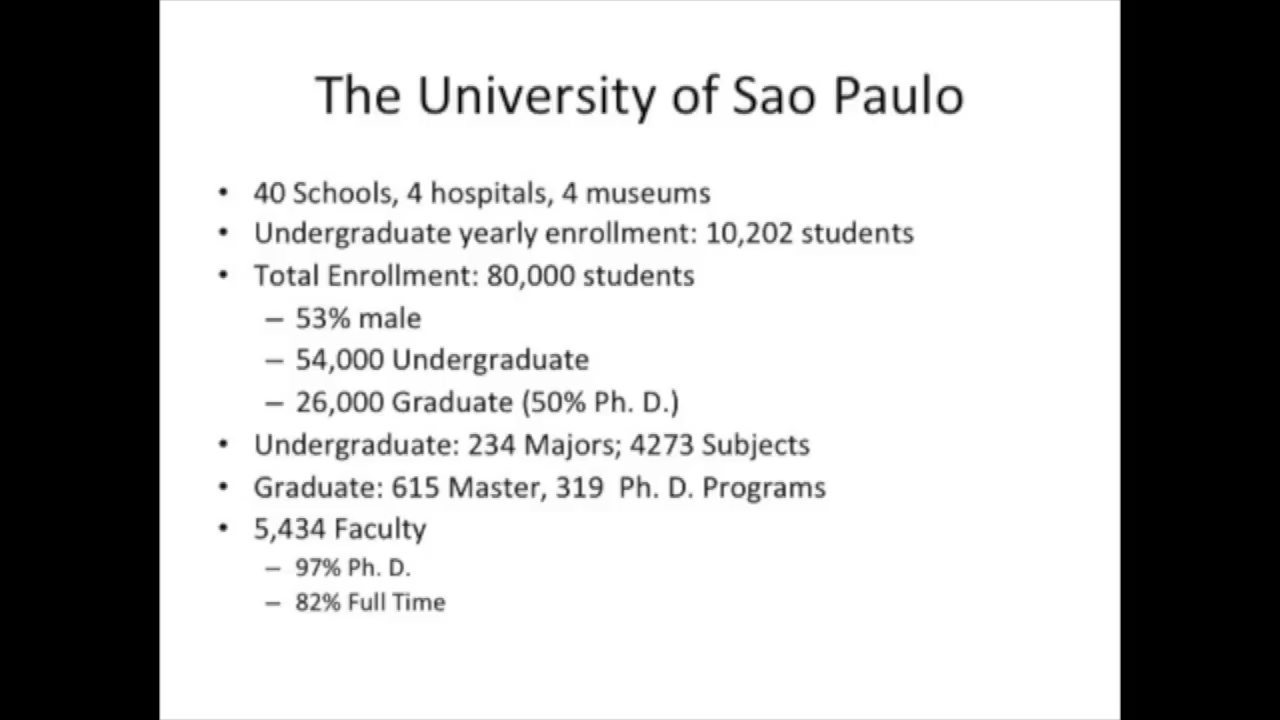 The University of Sao Paulo
• 40 Schools, 4 hospitals, 4 museums
• Undergraduate yearly enrollment: 10,202 students
• Total Enrollment: 80,000 students
– 53% male
– 54,000 Undergraduate
– 26,000 Graduate (50% Ph. D.)
• Undergraduate: 234 Majors; 4273 Subjects
• Graduate: 615 Master, 319  Ph. D. Programs
• 5,434 Faculty
– 97% Ph. D.
– 82% Full Time